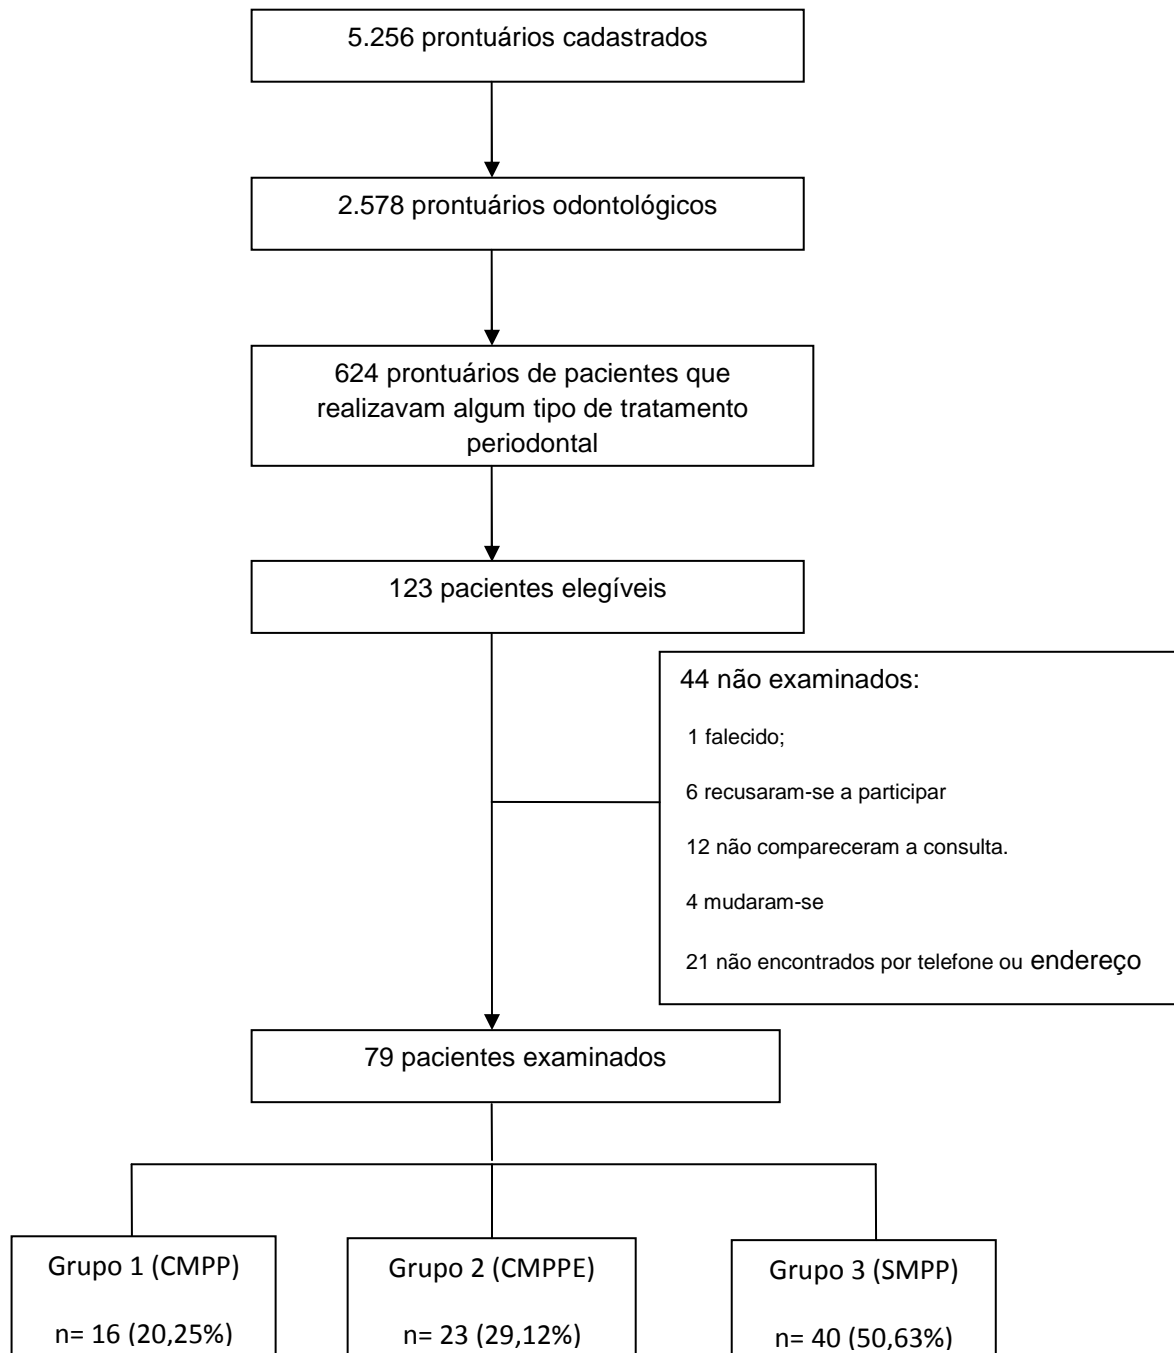 5.256 prontuários cadastrados
2.578 prontuários odontológicos
624 prontuários de pacientes que
realizavam algum tipo de tratamento
periodontal
123 pacientes elegíveis
44 não examinados:
1 falecido;
6 recusaram-se a participar
12 não compareceram a consulta.
4 mudaram-se
21 não encontrados por telefone ou endereço
79 pacientes examinados
Grupo 1 (CMPP)
n= 16 (20,25%)
Grupo 2 (CMPPE)
n= 23 (29,12%)
Grupo 3 (SMPP)
n= 40 (50,63%)